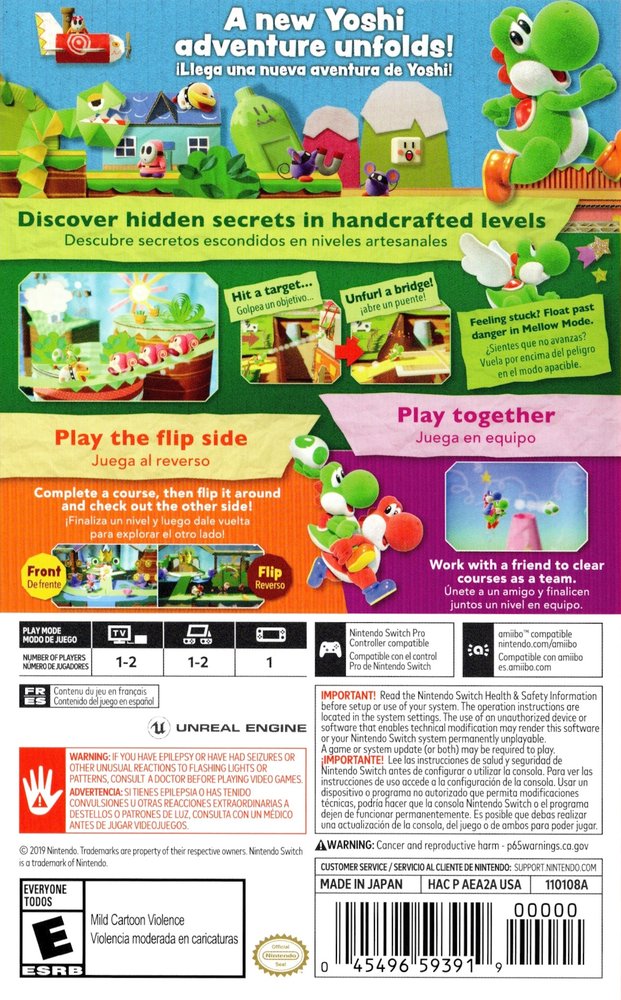 A new Yoshi
adventure unfolds!
¡Llega una nueva aventura de Yoshi!
Discover hidden secrets in handcrafted levels
Descubre secretos escondidos en niveles artesanales
Hit a target...
Golpea un objetivo...
Unfurl a bridge!
¡abre un puente!
Feeling stuck? Float past
danger in Mellow Mode.
¿Sientes que no avanzas?
Vuela por encima del peligro
en el modo apacible.
Play the flip side
Juega al reverso
Complete a course, then flip it around
and check out the other side!
¡Finaliza un nivel y luego dale vuelta
para explorar el otro lado!
Front
De frente
Flip
Reverso
Play together
Juega en equipo
Work with a friend to clear
courses as a team.
Únete a un amigo y finalicen
juntos un nivel en equipo.
PLAY MODE
MODO DE JUEGO
TV
NUMBER OF PLAYERS
NÚMERO DE JUGADORES
1-2
1-2
1
Nintendo Switch Pro
Controller compatible
Compatible con el control
Pro de Nintendo Switch
amiibo™ compatible
nintendo.com/amiibo
Compatible con amiibo
es.amiibo.com
FR
ES
Contenu du jeu en français
Contenido del juego en español
UNREAL ENGINE
WARNING: IF YOU HAVE EPILEPSY OR HAVE HAD SEIZURES OR
OTHER UNUSUAL REACTIONS TO FLASHING LIGHTS OR
PATTERNS, CONSULT A DOCTOR BEFORE PLAYING VIDEO GAMES.
ADVERTENCIA: SI TIENES EPILEPSIA O HAS TENIDO
CONVULSIONES U OTRAS REACCIONES EXTRAORDINARIAS A
DESTELLOS O PATRONES DE LUZ, CONSULTA CON UN MÉDICO
ANTES DE JUGAR VIDEOJUEGOS.
© 2019 Nintendo. Trademarks are property of their respective owners. Nintendo Switch
is a trademark of Nintendo.
IMPORTANT! Read the Nintendo Switch Health & Safety Information
before setup or use of your system. The operation instructions are
located in the system settings. The use of an unauthorized device or
software that enables technical modification may render this software
or your Nintendo Switch system permanently unplayable.
A game or system update (or both) may be required to play.
¡IMPORTANTE! Lee las instrucciones de salud y seguridad de
Nintendo Switch antes de configurar o utilizar la consola. Para ver las
instrucciones de uso accede a la configuración de la consola. Usar un
dispositivo o programa no autorizado que permita modificaciones
técnicas, podría hacer que la consola Nintendo Switch o el programa
dejen de funcionar permanentemente. Es posible que debas realizar
una actualización de la consola, del juego o de ambos para poder jugar.
WARNING: Cancer and reproductive harm - p65warnings.ca.gov
CUSTOMER SERVICE / SERVICIO AL CLIENTE DE NINTENDO: SUPPORT.NINTENDO.COM
MADE IN JAPAN
HAC P AEA2A USA
110108A
EVERYONE
TODOS
E
ESRB
Mild Cartoon Violence
Violencia moderada en caricaturas
Official
Nintendo
Seal
00000
0 45496 59391 9